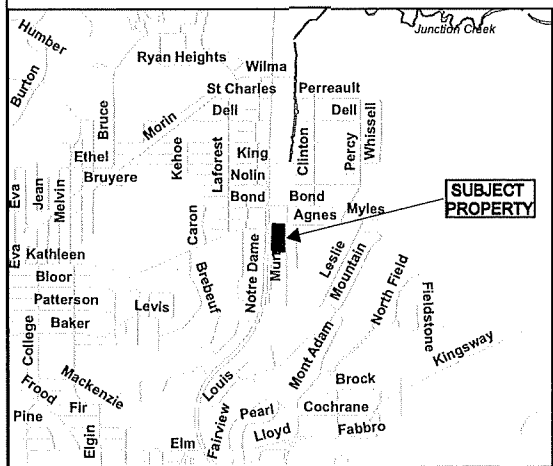 Humber
Junction Creek
Ryan Heights
Wilma
Burton
St Charles
Perreault
Bruce
Morin
Dell
Dell
Whissell
Ethel
Kehoe
Laforest
King
Clinton
Percy
Bruyere
Nolin
Eva
Jean
Melvin
Bond
Bond
SUBJECT
PROPERTY
Agnes
Myles
Caron
Eva
Kathleen
Notre Dame
Leslie
Mountain
Bloor
Brebeuf
North Field
Patterson
Levis
Fieldstone
Baker
College
Kingsway
Mackenzie
Louis
Mont Adam
Frood
Fir
Brock
Pine
Elgin
Fairview
Pearl
Cochrane
Elm
Lloyd
Fabbro